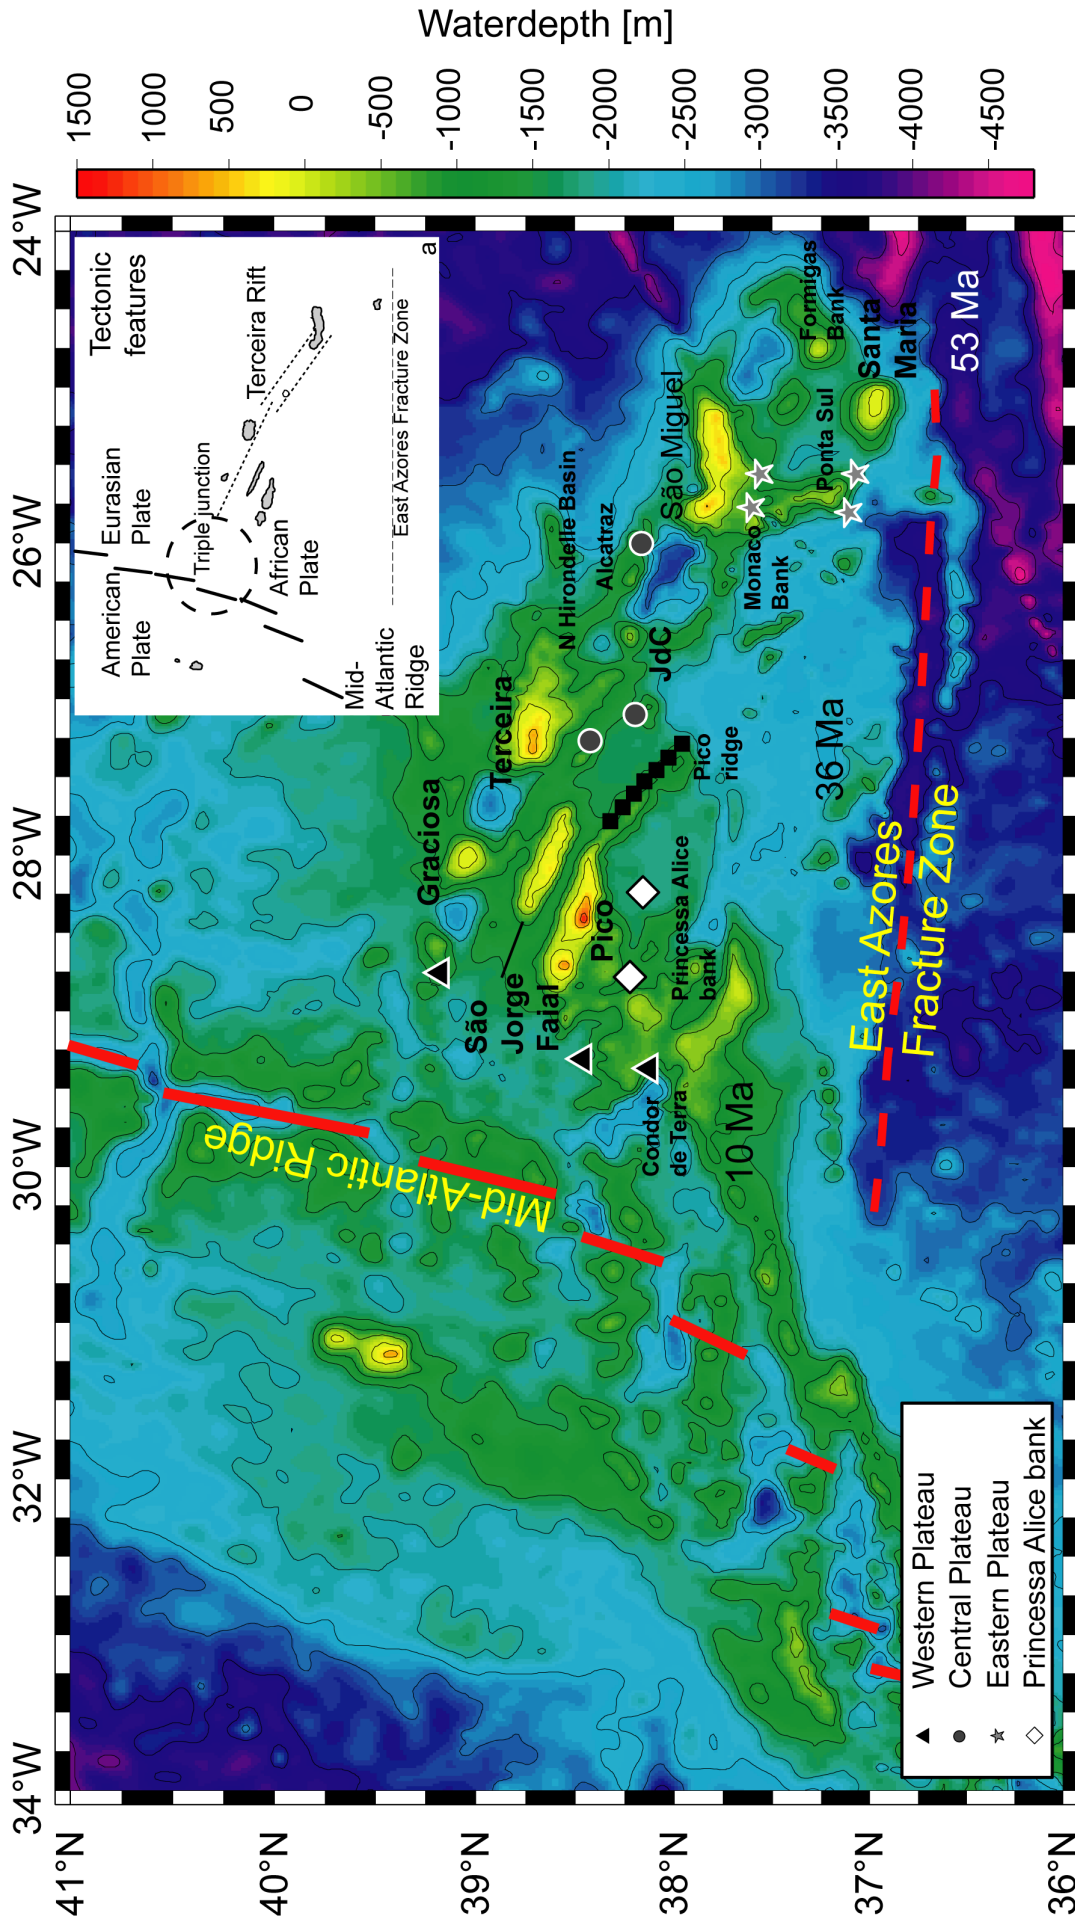 34°W
32°W
30°W
28°W
26°W
24°W
41°N
40°N
39°N
38°N
37°N
36°N
Waterdepth [m]
1500
1000
500
0
-500
-1000
-1500
-2000
-2500
-3000
-3500
-4000
-4500
Tectonic
features
American
Plate
Eurasian
Plate
Triple junction
Terceira Rift
African
Plate
Mid-
Atlantic
Ridge
East Azores Fracture Zone
a
Mid-Atlantic Ridge
Graciosa
São
Jorge
Faial
Pico
Terceira
N Hirondelle Basin
Alcatraz
JdC
São Miguel
Monaco
Bank
Ponta Sul
Formigas
Bank
Santa
Maria
Pico
ridge
Princessa Alice
bank
Condor
de Terra
10 Ma
36 Ma
53 Ma
East Azores
Fracture Zone
Western Plateau
Central Plateau
Eastern Plateau
Princessa Alice bank